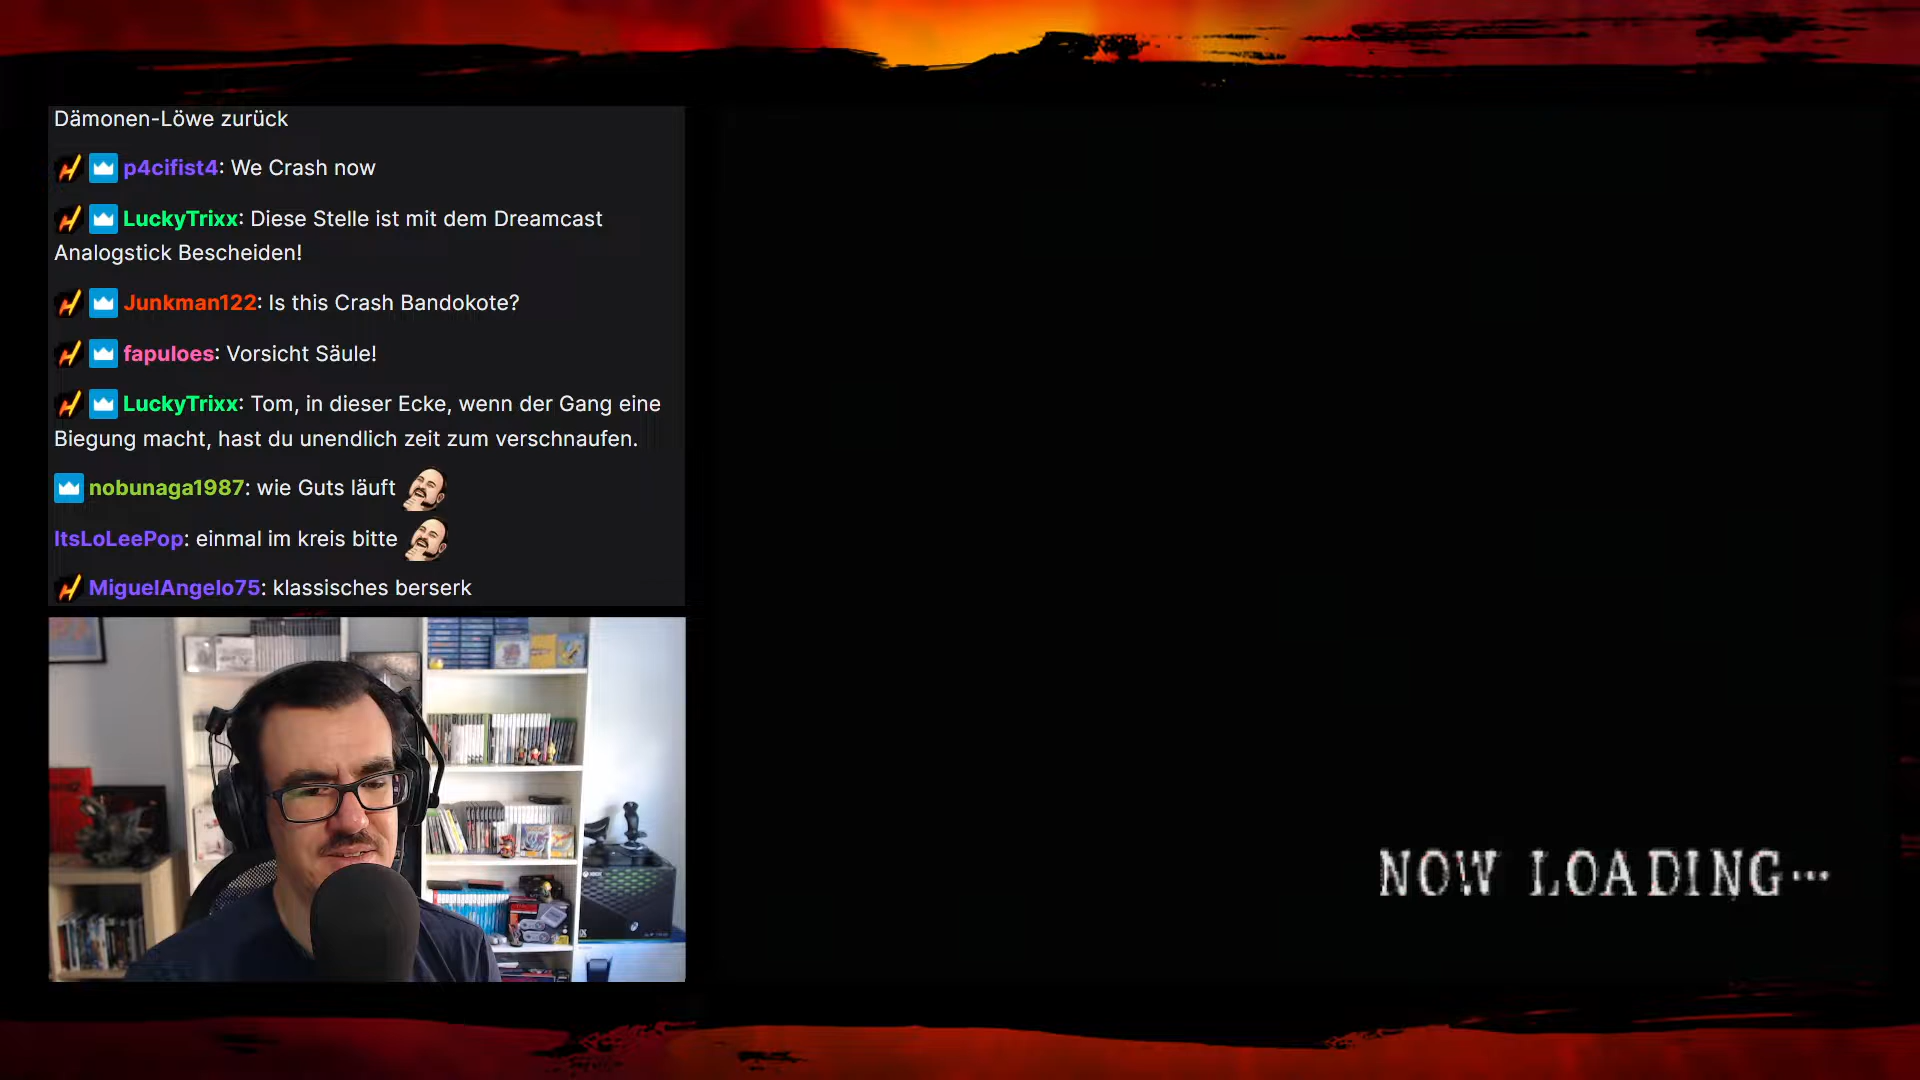 Dämonen-Löwe zurück
p4cifist4: We Crash now
LuckyTrixx: Diese Stelle ist mit dem Dreamcast
Analogstick Bescheiden!
Junkman122: Is this Crash Bandokote?
fapuloes: Vorsicht Säule!
LuckyTrixx: Tom, in dieser Ecke, wenn der Gang eine
Biegung macht, hast du unendlich zeit zum verschnaufen.
nobunaga1987: wie Guts läuft
ItsLoLeePop: einmal im kreis bitte
MiguelAngelo75: klassisches berserk
NOW LOADING...